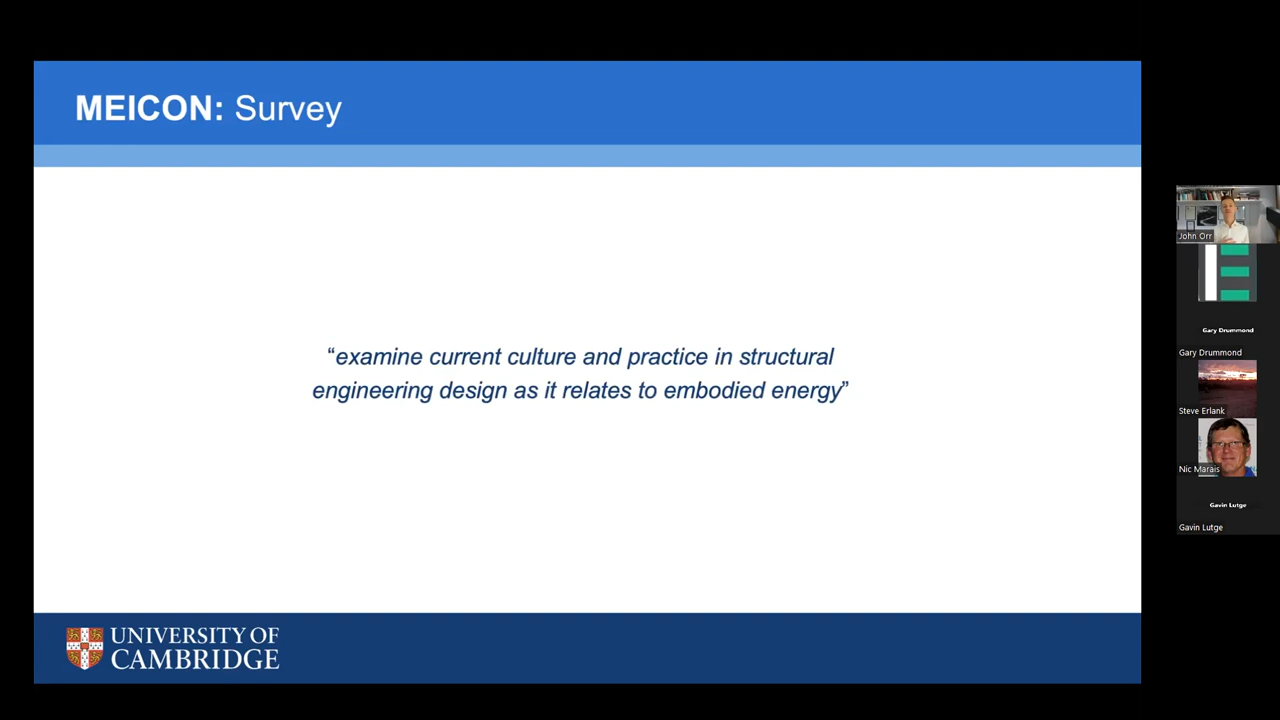 MEICON: Survey
“examine current culture and practice in structural
engineering design as it relates to embodied energy”
UNIVERSITY OF
CAMBRIDGE
John Orr
Gary Drummond
Gary Drummond
Steve Erlank
Nic Marais
Gavin Lutge
Gavin Lutge